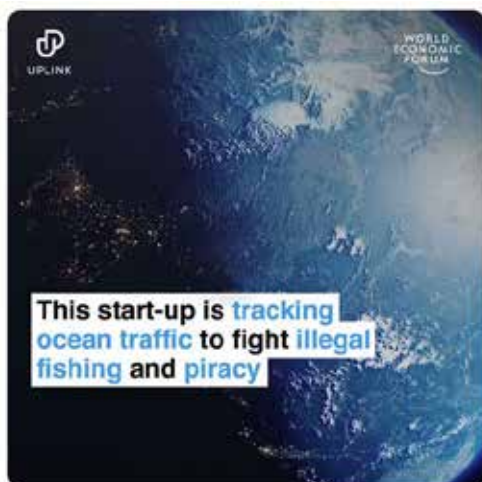 UPLINK
WORLD
ECONOMIC
FORUM
This start-up is tracking
ocean traffic to fight illegal
fishing and piracy